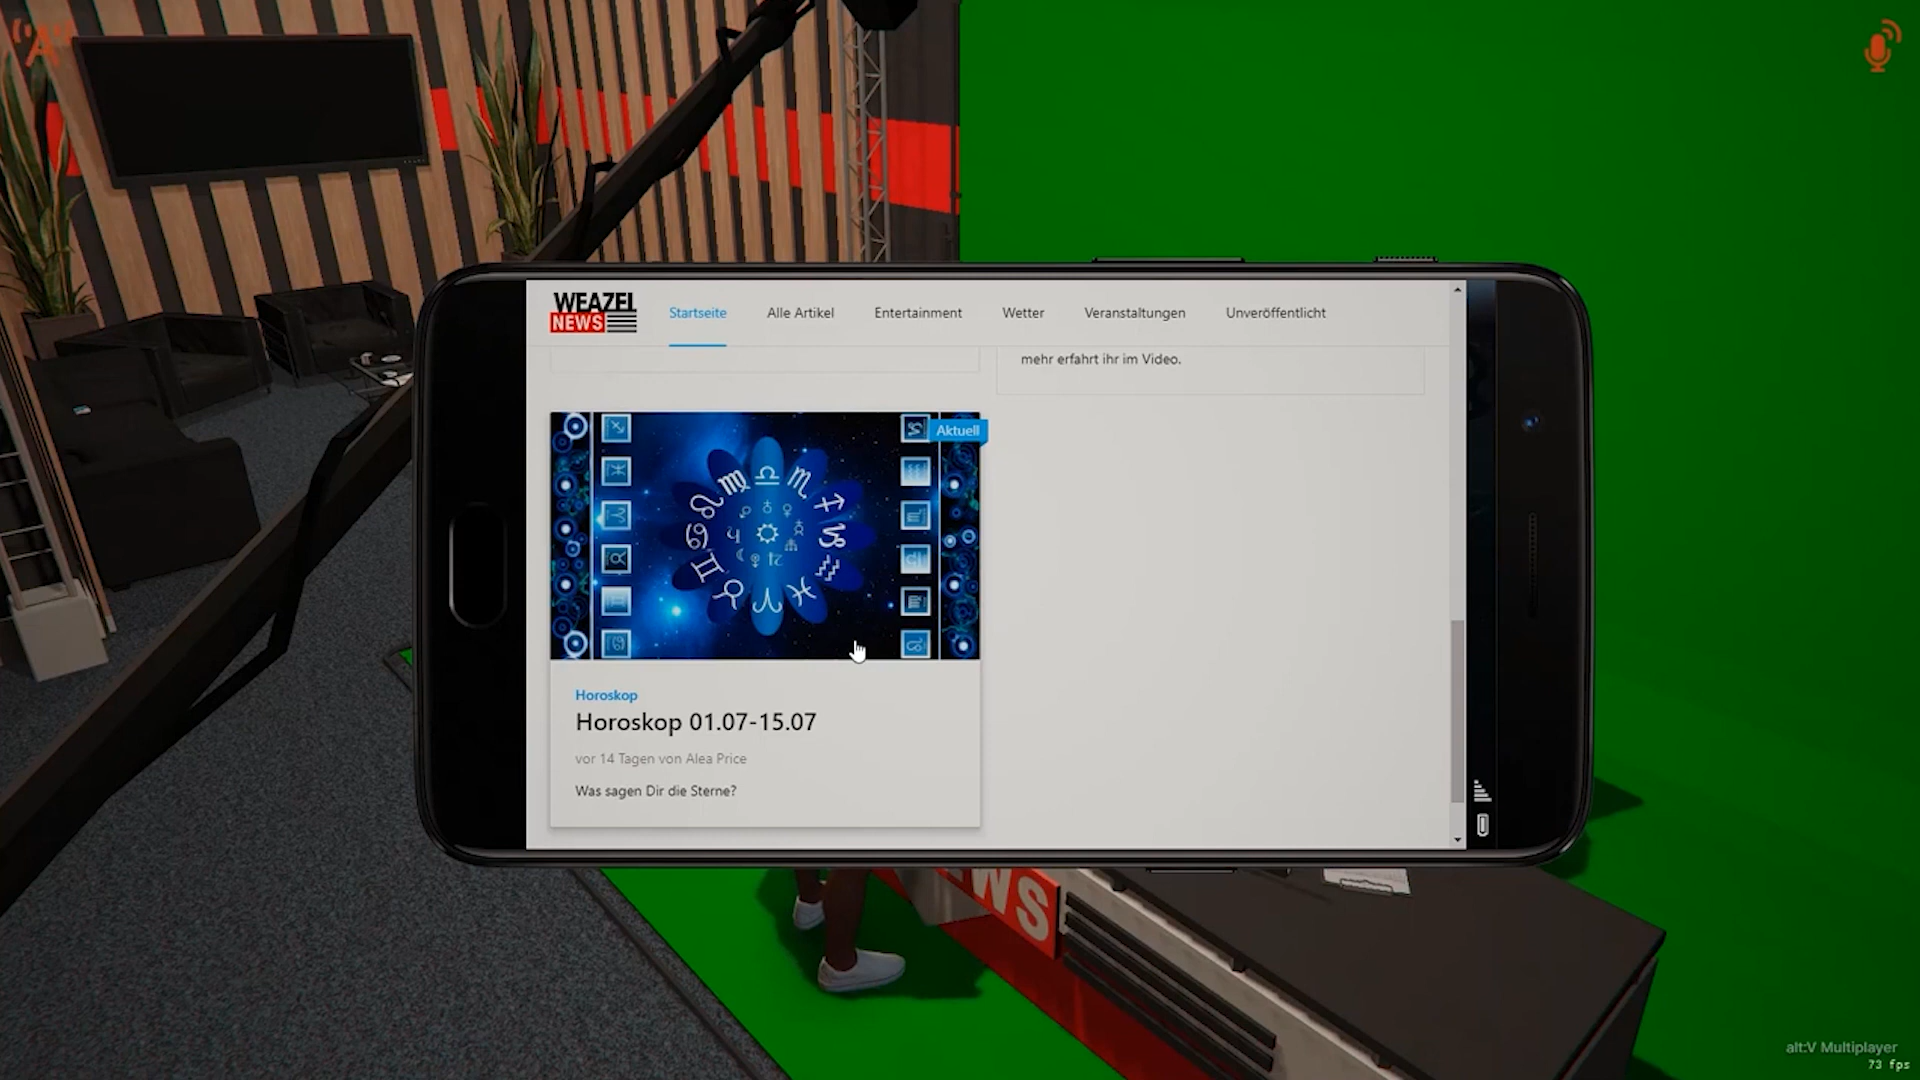 WEAZEL
NEWS
Startseite
Alle Artikel
Entertainment
Wetter
Veranstaltungen
Unveröffentlicht
mehr erfahrt ihr im Video.
Aktuell
Horoskop
Horoskop 01.07-15.07
vor 14 Tagen von Alea Price
Was sagen Dir die Sterne?
WS
alt:V Multiplayer
73 fps